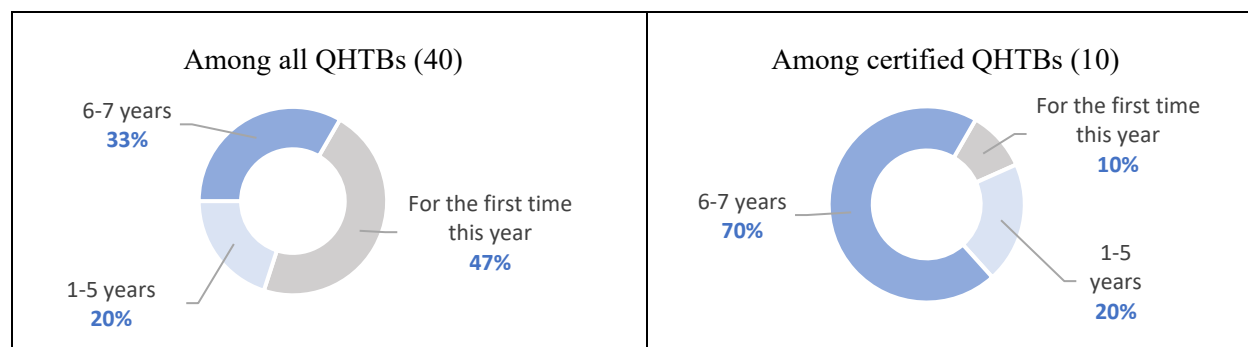 Among all QHTBs (40)
6-7 years
33%
For the first time
this year
47%
1-5 years
20%
Among certified QHTBs (10)
For the first time
this year
10%
6-7 years
70%
1-5
years
20%